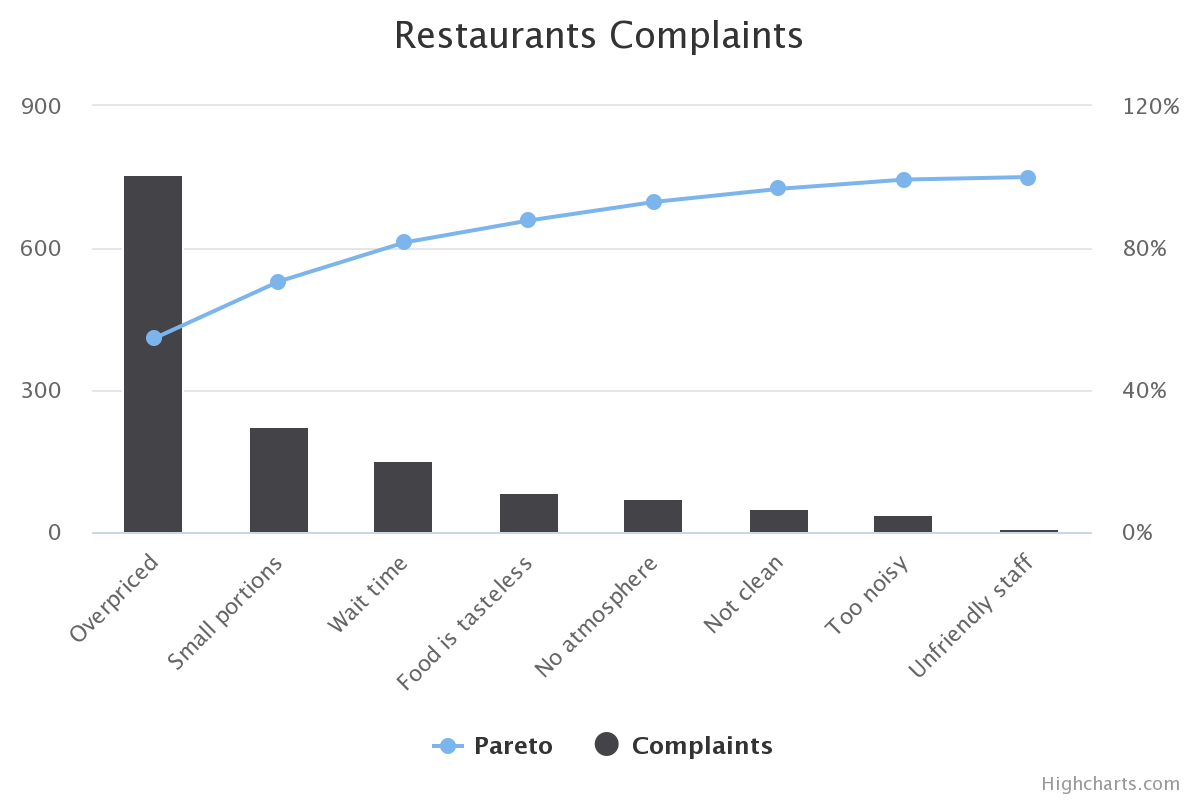 Restaurants Complaints
900
120%
600
80%
300
40%
0
0%
Overpriced
Small portions
Wait time
Food is tasteless
No atmosphere
Not clean
Too noisy
Unfriendly staff
Pareto
Complaints
Highcharts.com